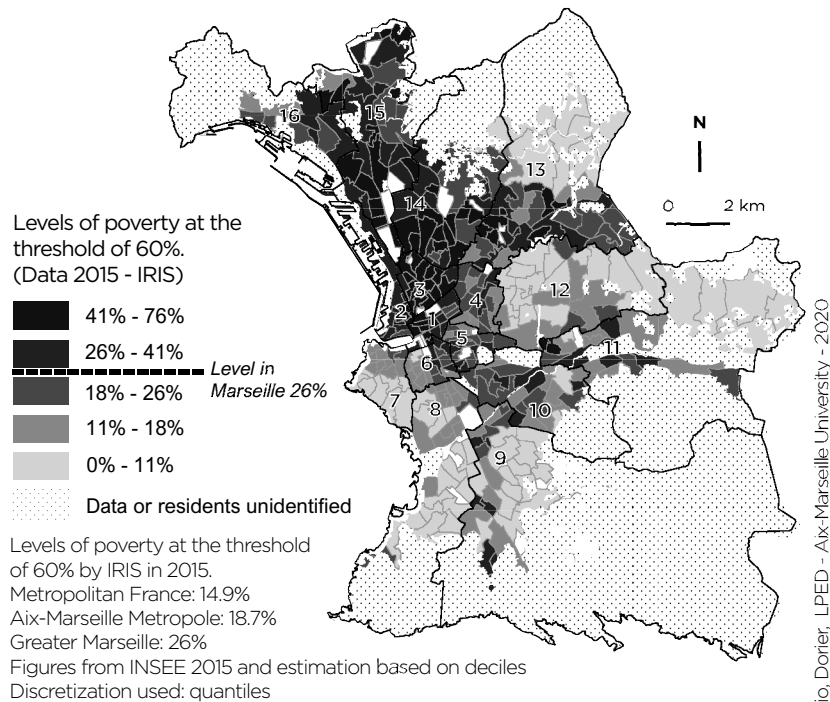 16
15
13
14
N
0 2 km
Levels of poverty at the
threshold of 60%.
(Data 2015 - IRIS)
41% - 76%
26% - 41%
Level in
Marseille 26%
18% - 26%
11% - 18%
0% - 11%
Data or residents unidentified
3
4
12
2
1
5
11
6
7
8
10
9
Levels of poverty at the threshold
of 60% by IRIS in 2015.
Metropolitan France: 14.9%
Aix-Marseille Metropole: 18.7%
Greater Marseille: 26%
Figures from INSEE 2015 and estimation based on deciles
Discretization used: quantiles
io, Dorier, LPED - Aix-Marseille University - 2020